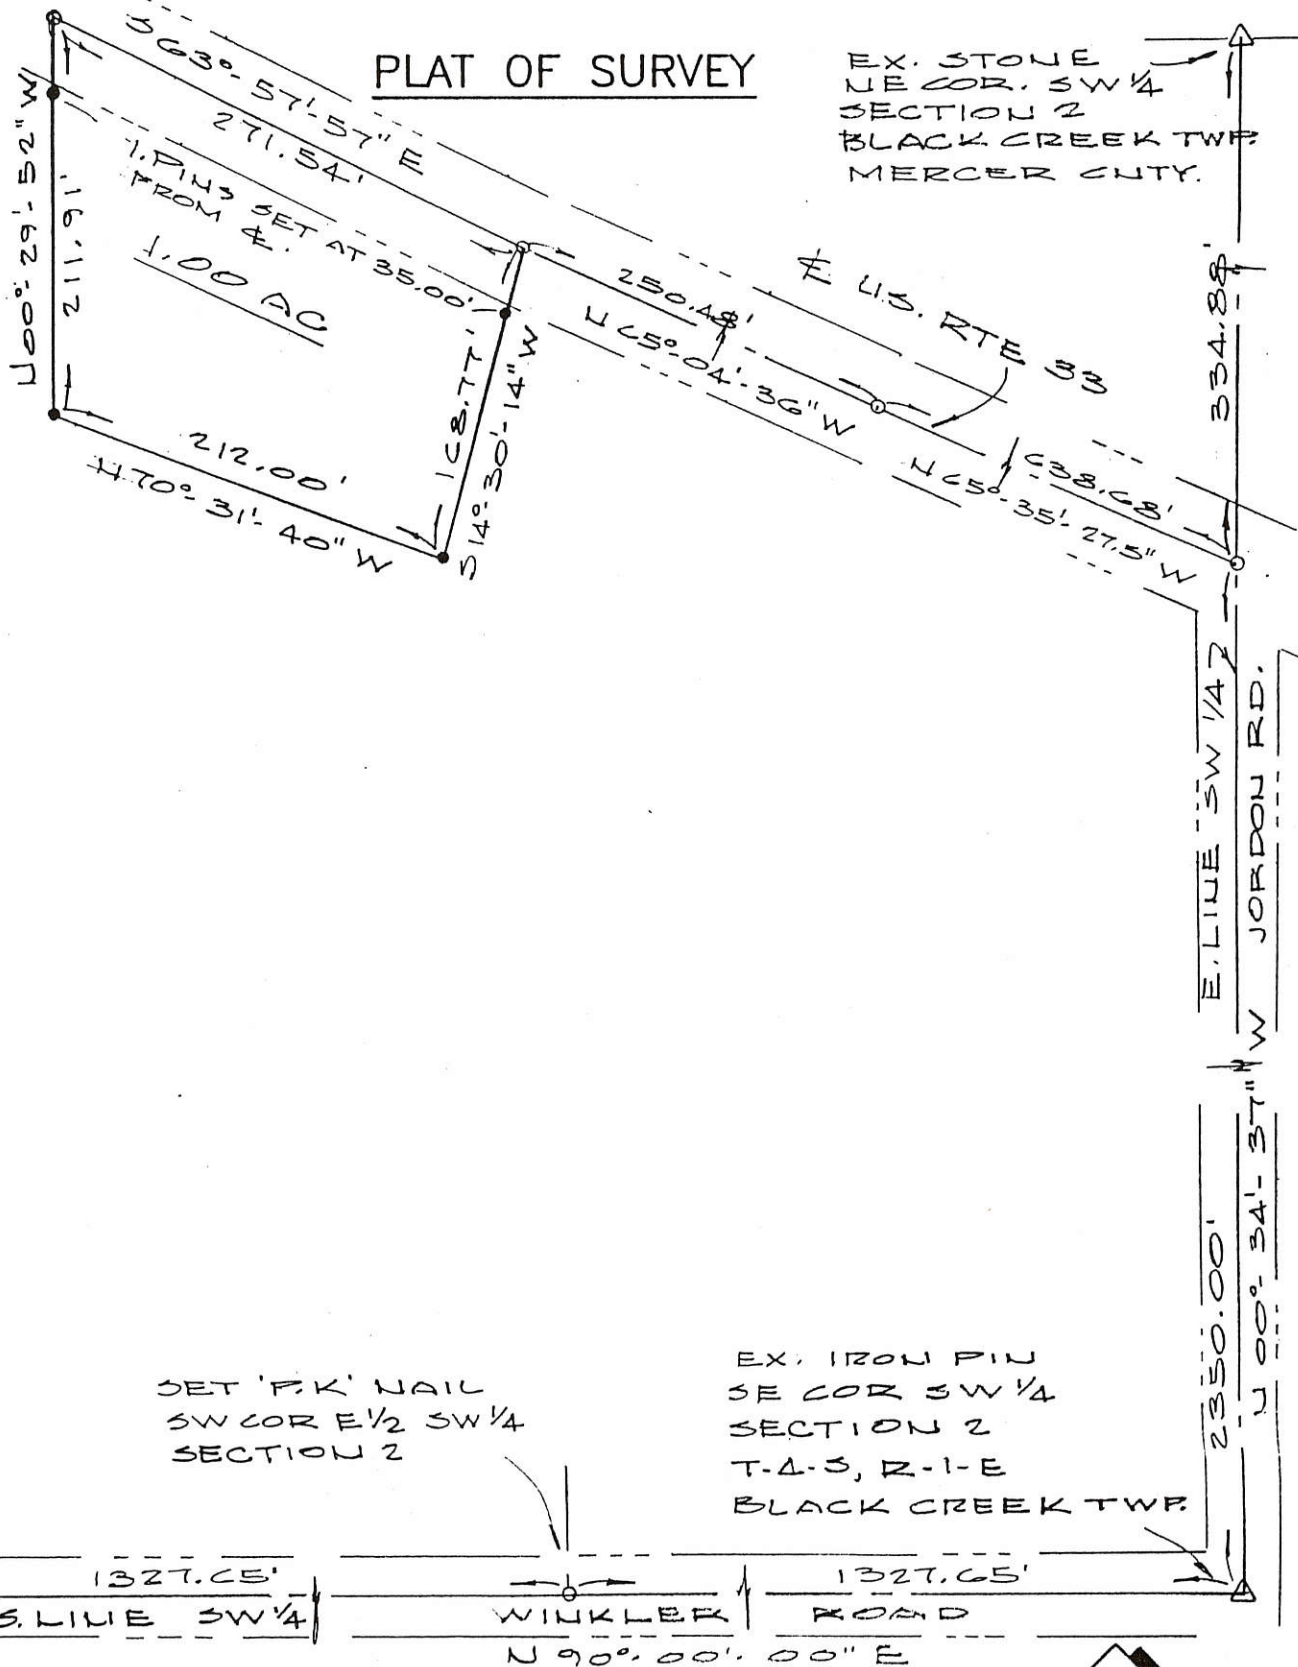 PLAT OF SURVEY
EX. STONE
NE COR. SW 1/4
SECTION 2
BLACK CREEK TWP.
MERCER CNTY.
S 63°-57'-57" E
271.54'
N 00°-29'-52" W
211.91'
I. PINS SET AT 35.00'
FROM ℄.
1.00 AC
212.00'
N 70°-31'-40" W
168.77'
S 14°-30'-14" W
250.48'
N 65°-04'-36" W
℄ U.S. RTE 33
638.68'
N 65°-35'-27.5" W
334.88'
E. LINE SW 1/4
JORDON RD.
2350.00'
N 00°-34'-37" W
SET 'P.K' NAIL
SW COR E 1/2 SW 1/4
SECTION 2
EX. IRON PIN
SE COR SW 1/4
SECTION 2
T-4-S, R-1-E
BLACK CREEK TWP.
1327.65'
1327.65'
S. LINE SW 1/4
WINKLER ROAD
N 90°-00'-00" E